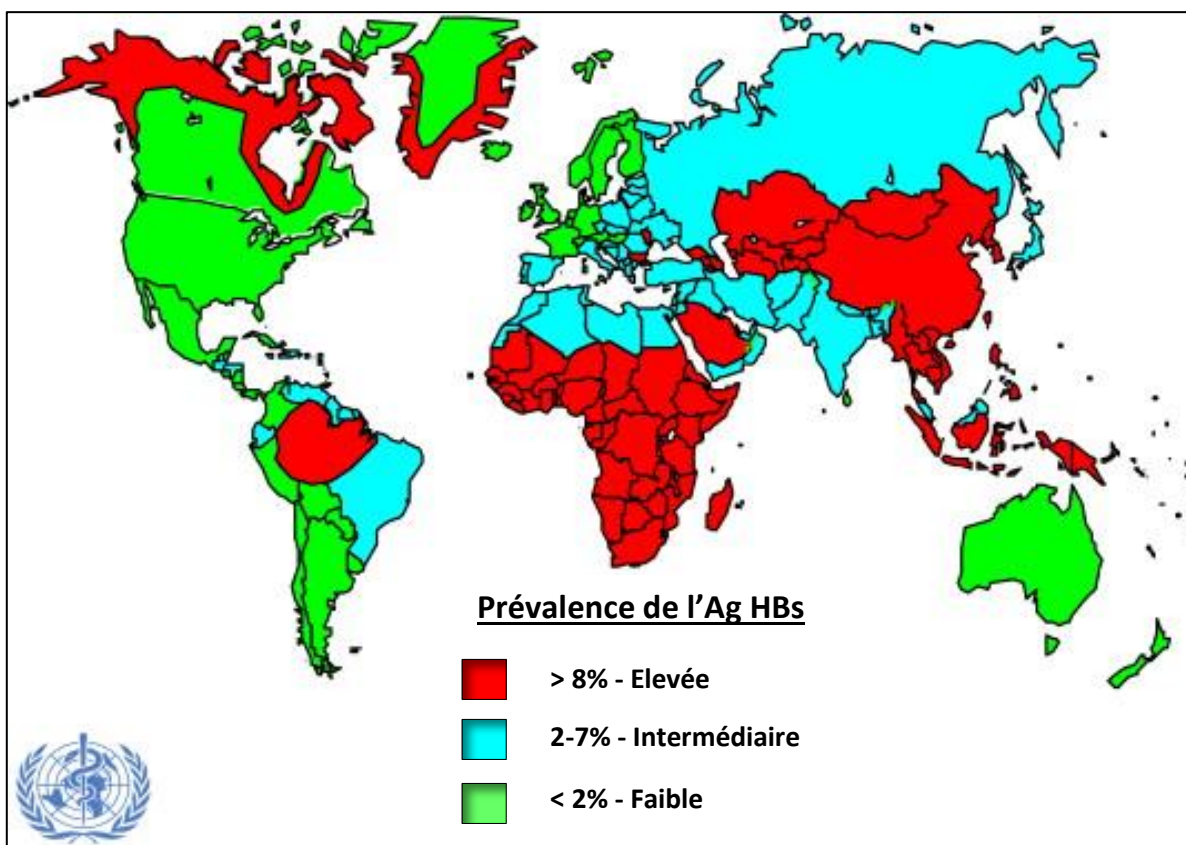 Prévalence de l’Ag HBs
> 8% - Elevée
2-7% - Intermédiaire
< 2% - Faible